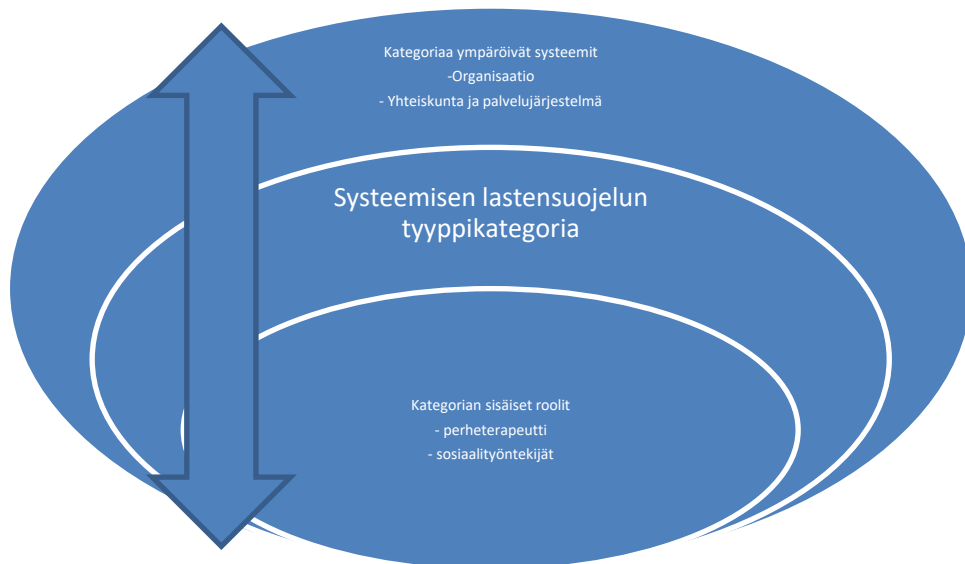 Kategoriaa ympäröivät systeemit
-Organisaatio
- Yhteiskunta ja palvelujärjestelmä
Systeemisen lastensuojelun
tyyppikategoria
Kategorian sisäiset roolit
- perheterapeutti
- sosiaalityöntekijät